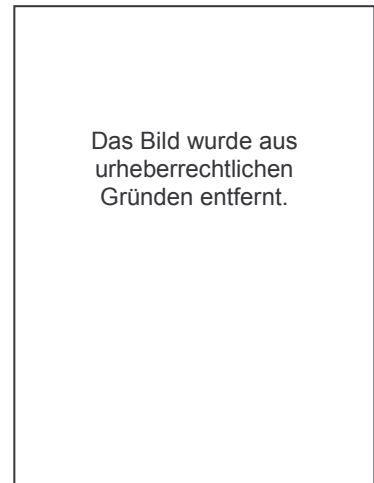 Das Bild wurde aus
urheberrechtlichen
Gründen entfernt.